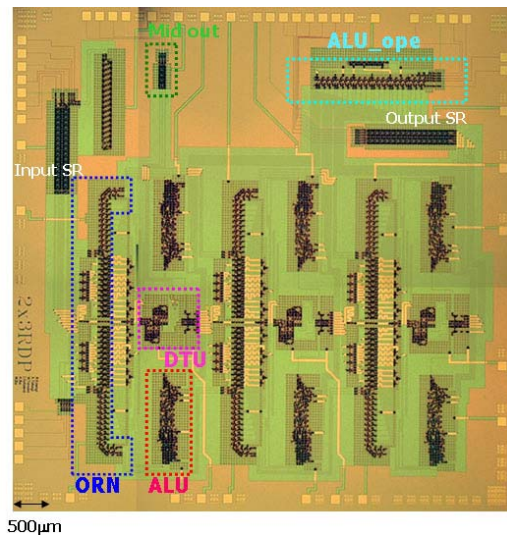 Mid out
ALU_ope
Output SR
Input SR
2x3RDP
DTU
ORN
ALU
500μm